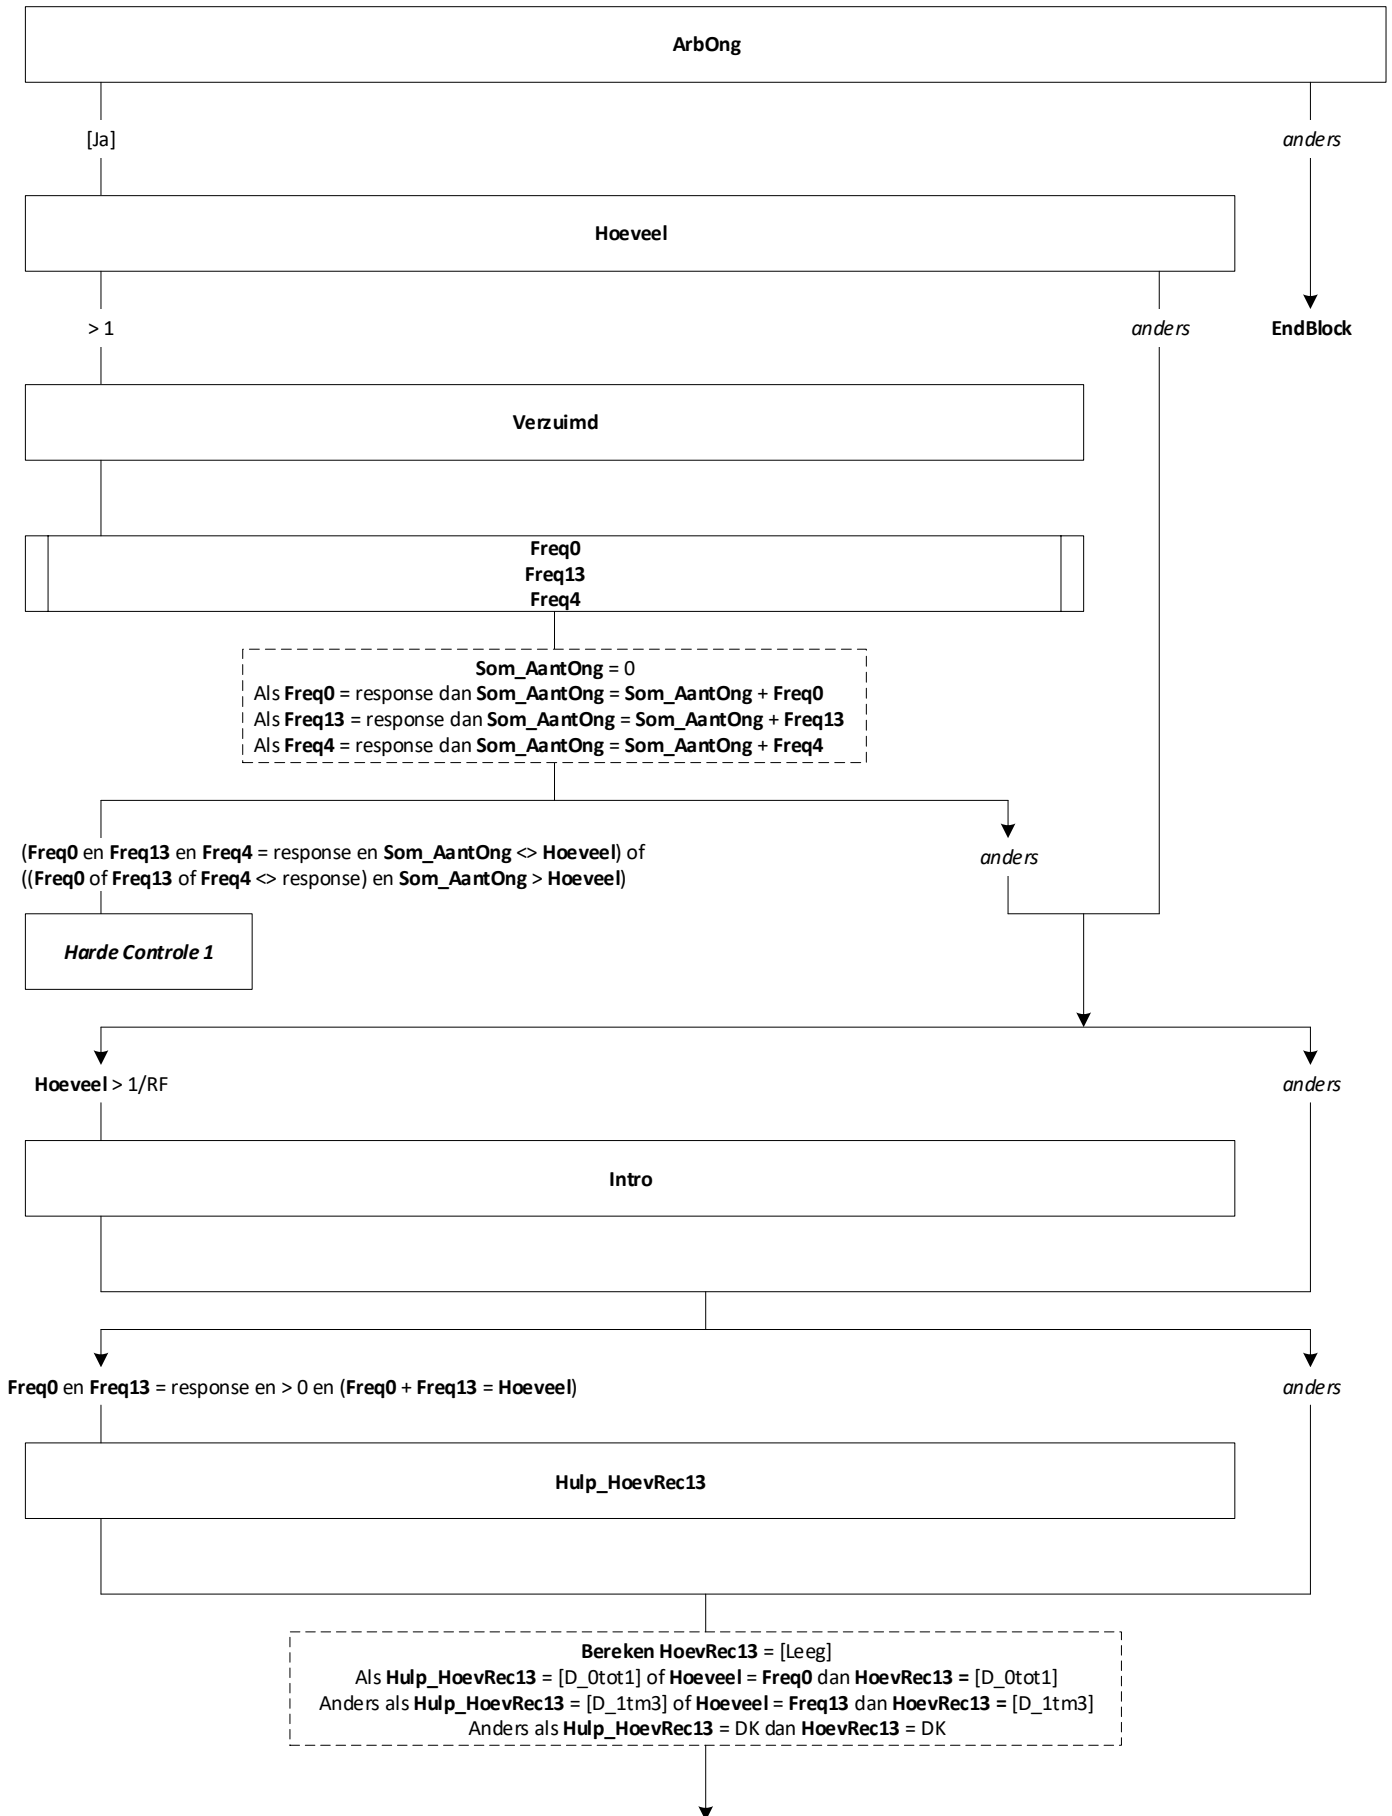 ArbOng
[Ja]
anders
Hoeveel
> 1
anders
EndBlock
Verzuimd
Freq0
Freq13
Freq4
Som_AantOng = 0
Als Freq0 = response dan Som_AantOng = Som_AantOng + Freq0
Als Freq13 = response dan Som_AantOng = Som_AantOng + Freq13
Als Freq4 = response dan Som_AantOng = Som_AantOng + Freq4
(Freq0 en Freq13 en Freq4 = response en Som_AantOng <> Hoeveel) of
((Freq0 of Freq13 of Freq4 <> response) en Som_AantOng > Hoeveel)
anders
Harde Controle 1
Hoeveel > 1/RF
anders
Intro
Freq0 en Freq13 = response en > 0 en (Freq0 + Freq13 = Hoeveel)
anders
Hulp_HoevRec13
Bereken HoevRec13 = [Leeg]
Als Hulp_HoevRec13 = [D_0tot1] of Hoeveel = Freq0 dan HoevRec13 = [D_0tot1]
Anders als Hulp_HoevRec13 = [D_1tm3] of Hoeveel = Freq13 dan HoevRec13 = [D_1tm3]
Anders als Hulp_HoevRec13 = DK dan HoevRec13 = DK